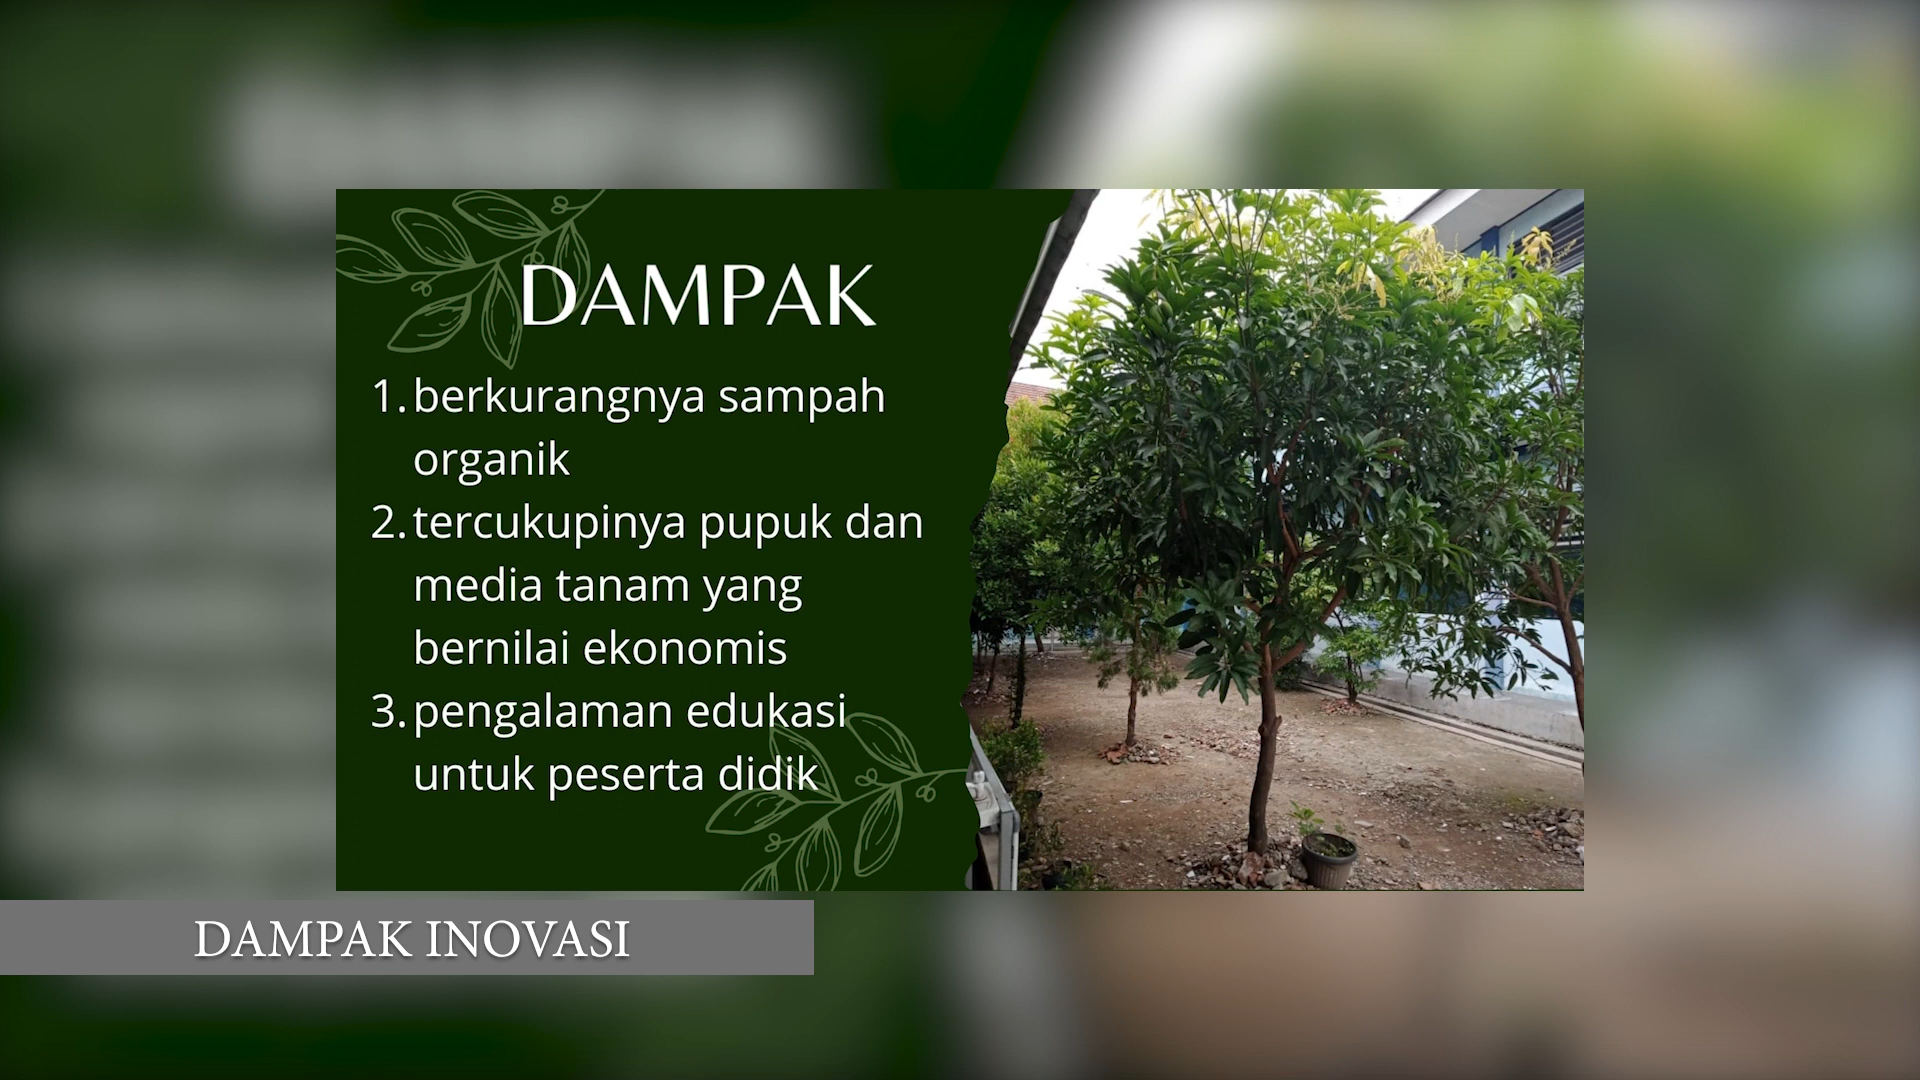 DAMPAK
1. berkurangnya sampah
organik
2. tercukupinya pupuk dan
media tanam yang
bernilai ekonomis
3. pengalaman edukasi
untuk peserta didik
DAMPAK INOVASI